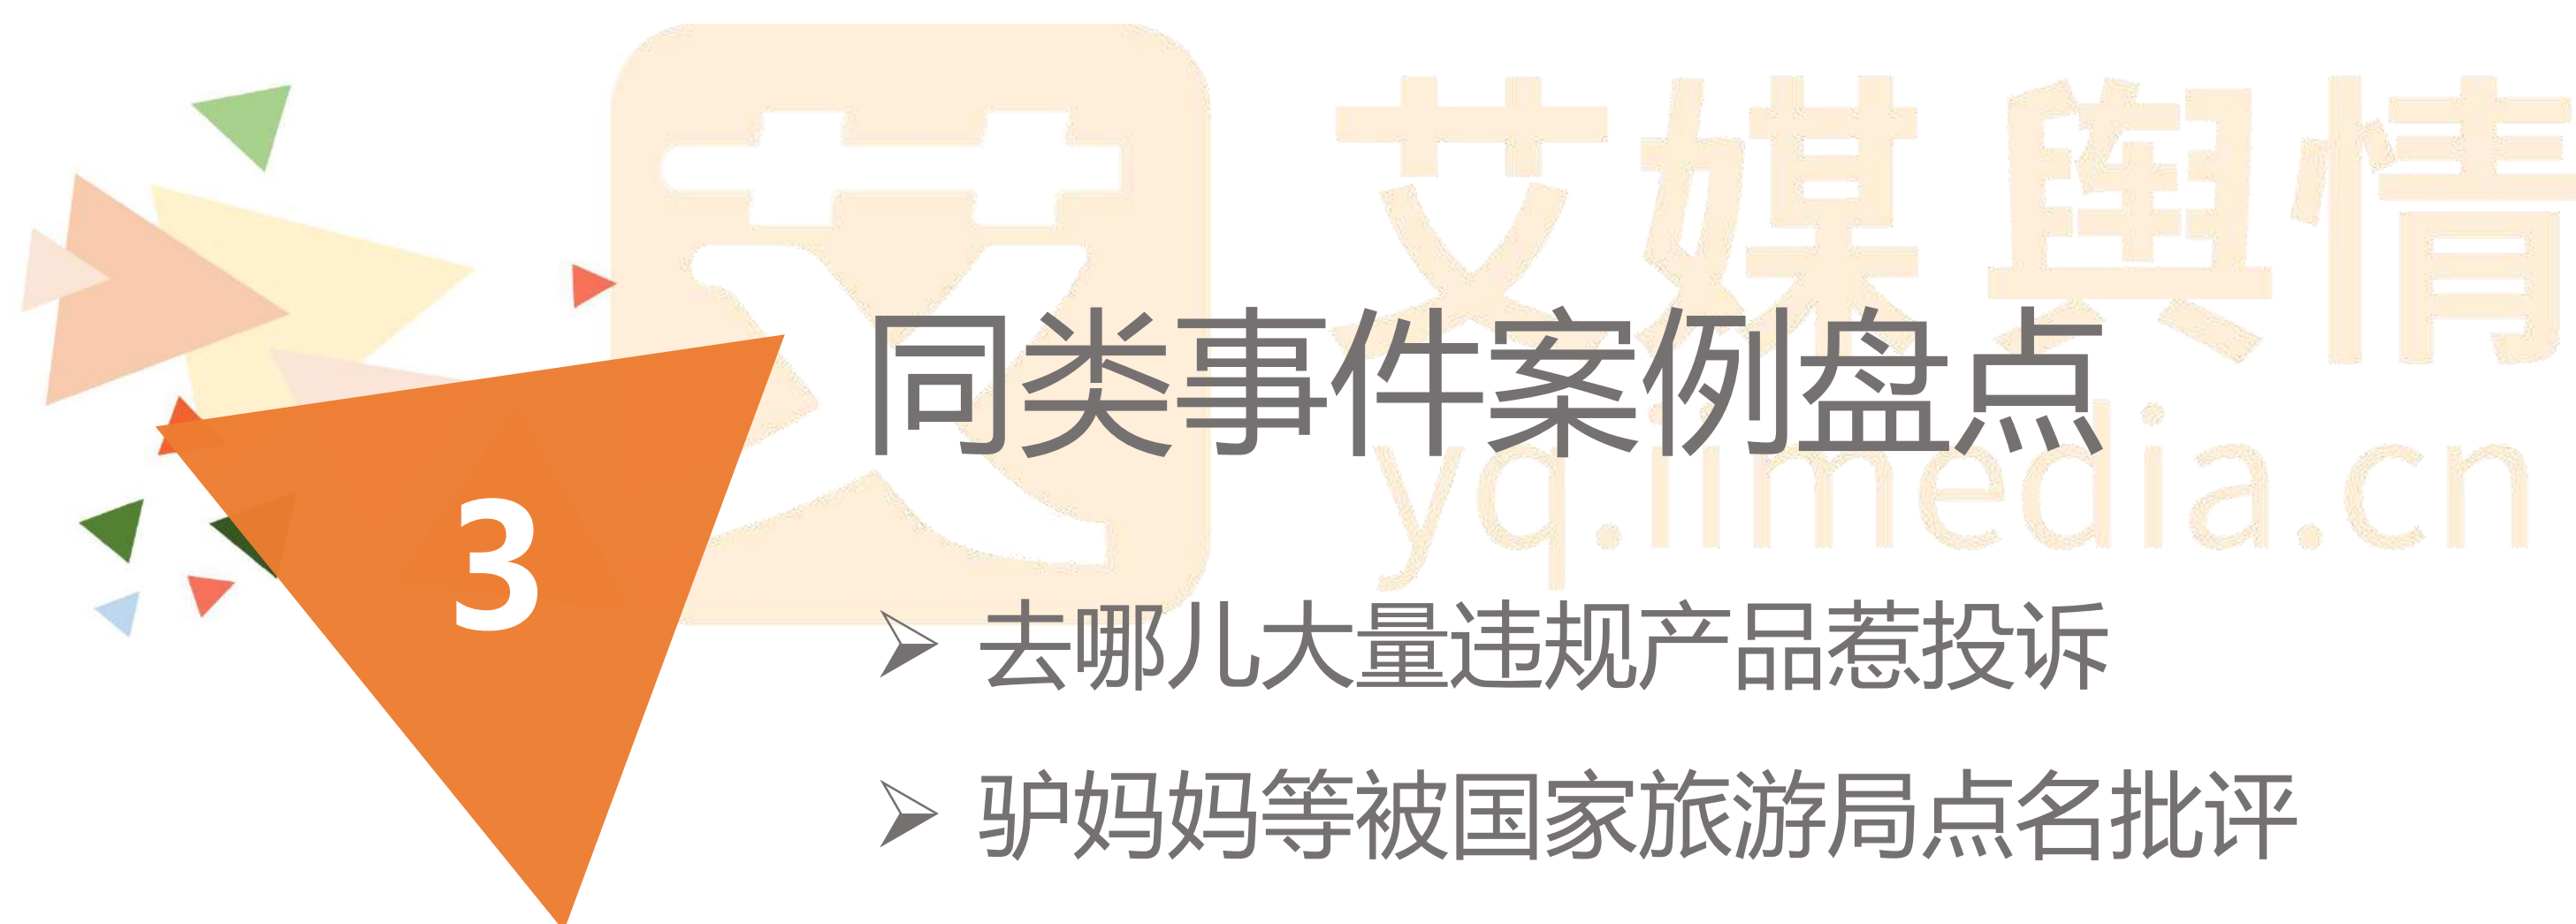 艾 艾媒舆情
yq.iimedia.cn
3
同类事件案例盘点
➢ 去哪儿大量违规产品惹投诉
➢ 驴妈妈等被国家旅游局点名批评